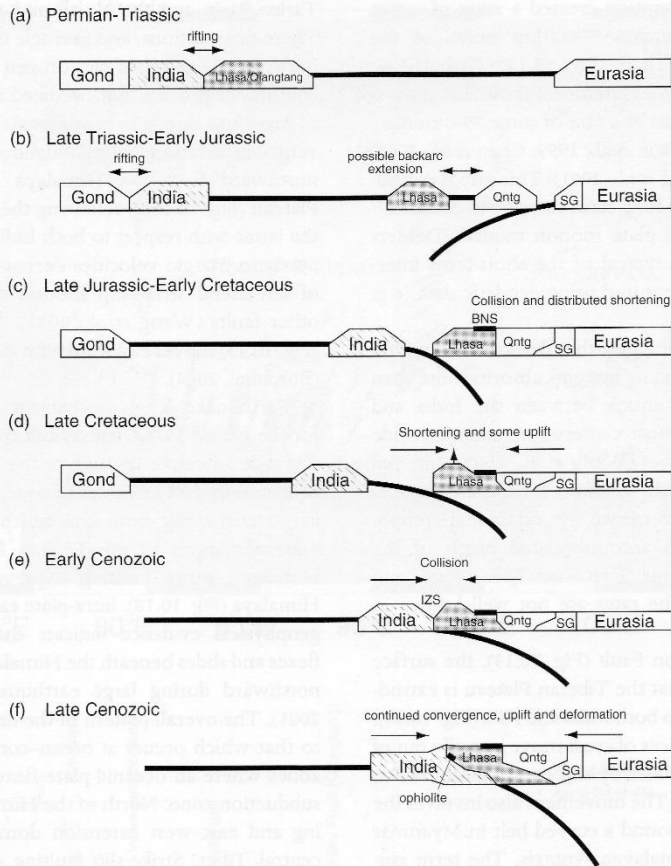 (a) Permian-Triassic
rifting
Gond India Lhasa/Qiangtang Eurasia
(b) Late Triassic-Early Jurassic
rifting
possible backarc
extension
Gond India Lhasa Qntg SG Eurasia
(c) Late Jurassic-Early Cretaceous
Collision and distributed shortening
BNS
Gond India Lhasa Qntg SG Eurasia
(d) Late Cretaceous
Shortening and some uplift
Gond India Lhasa Qntg SG Eurasia
(e) Early Cenozoic
Collision
IZS
India Lhasa Qntg SG Eurasia
(f) Late Cenozoic
continued convergence, uplift and deformation
India Lhasa Qntg SG Eurasia
ophiolite